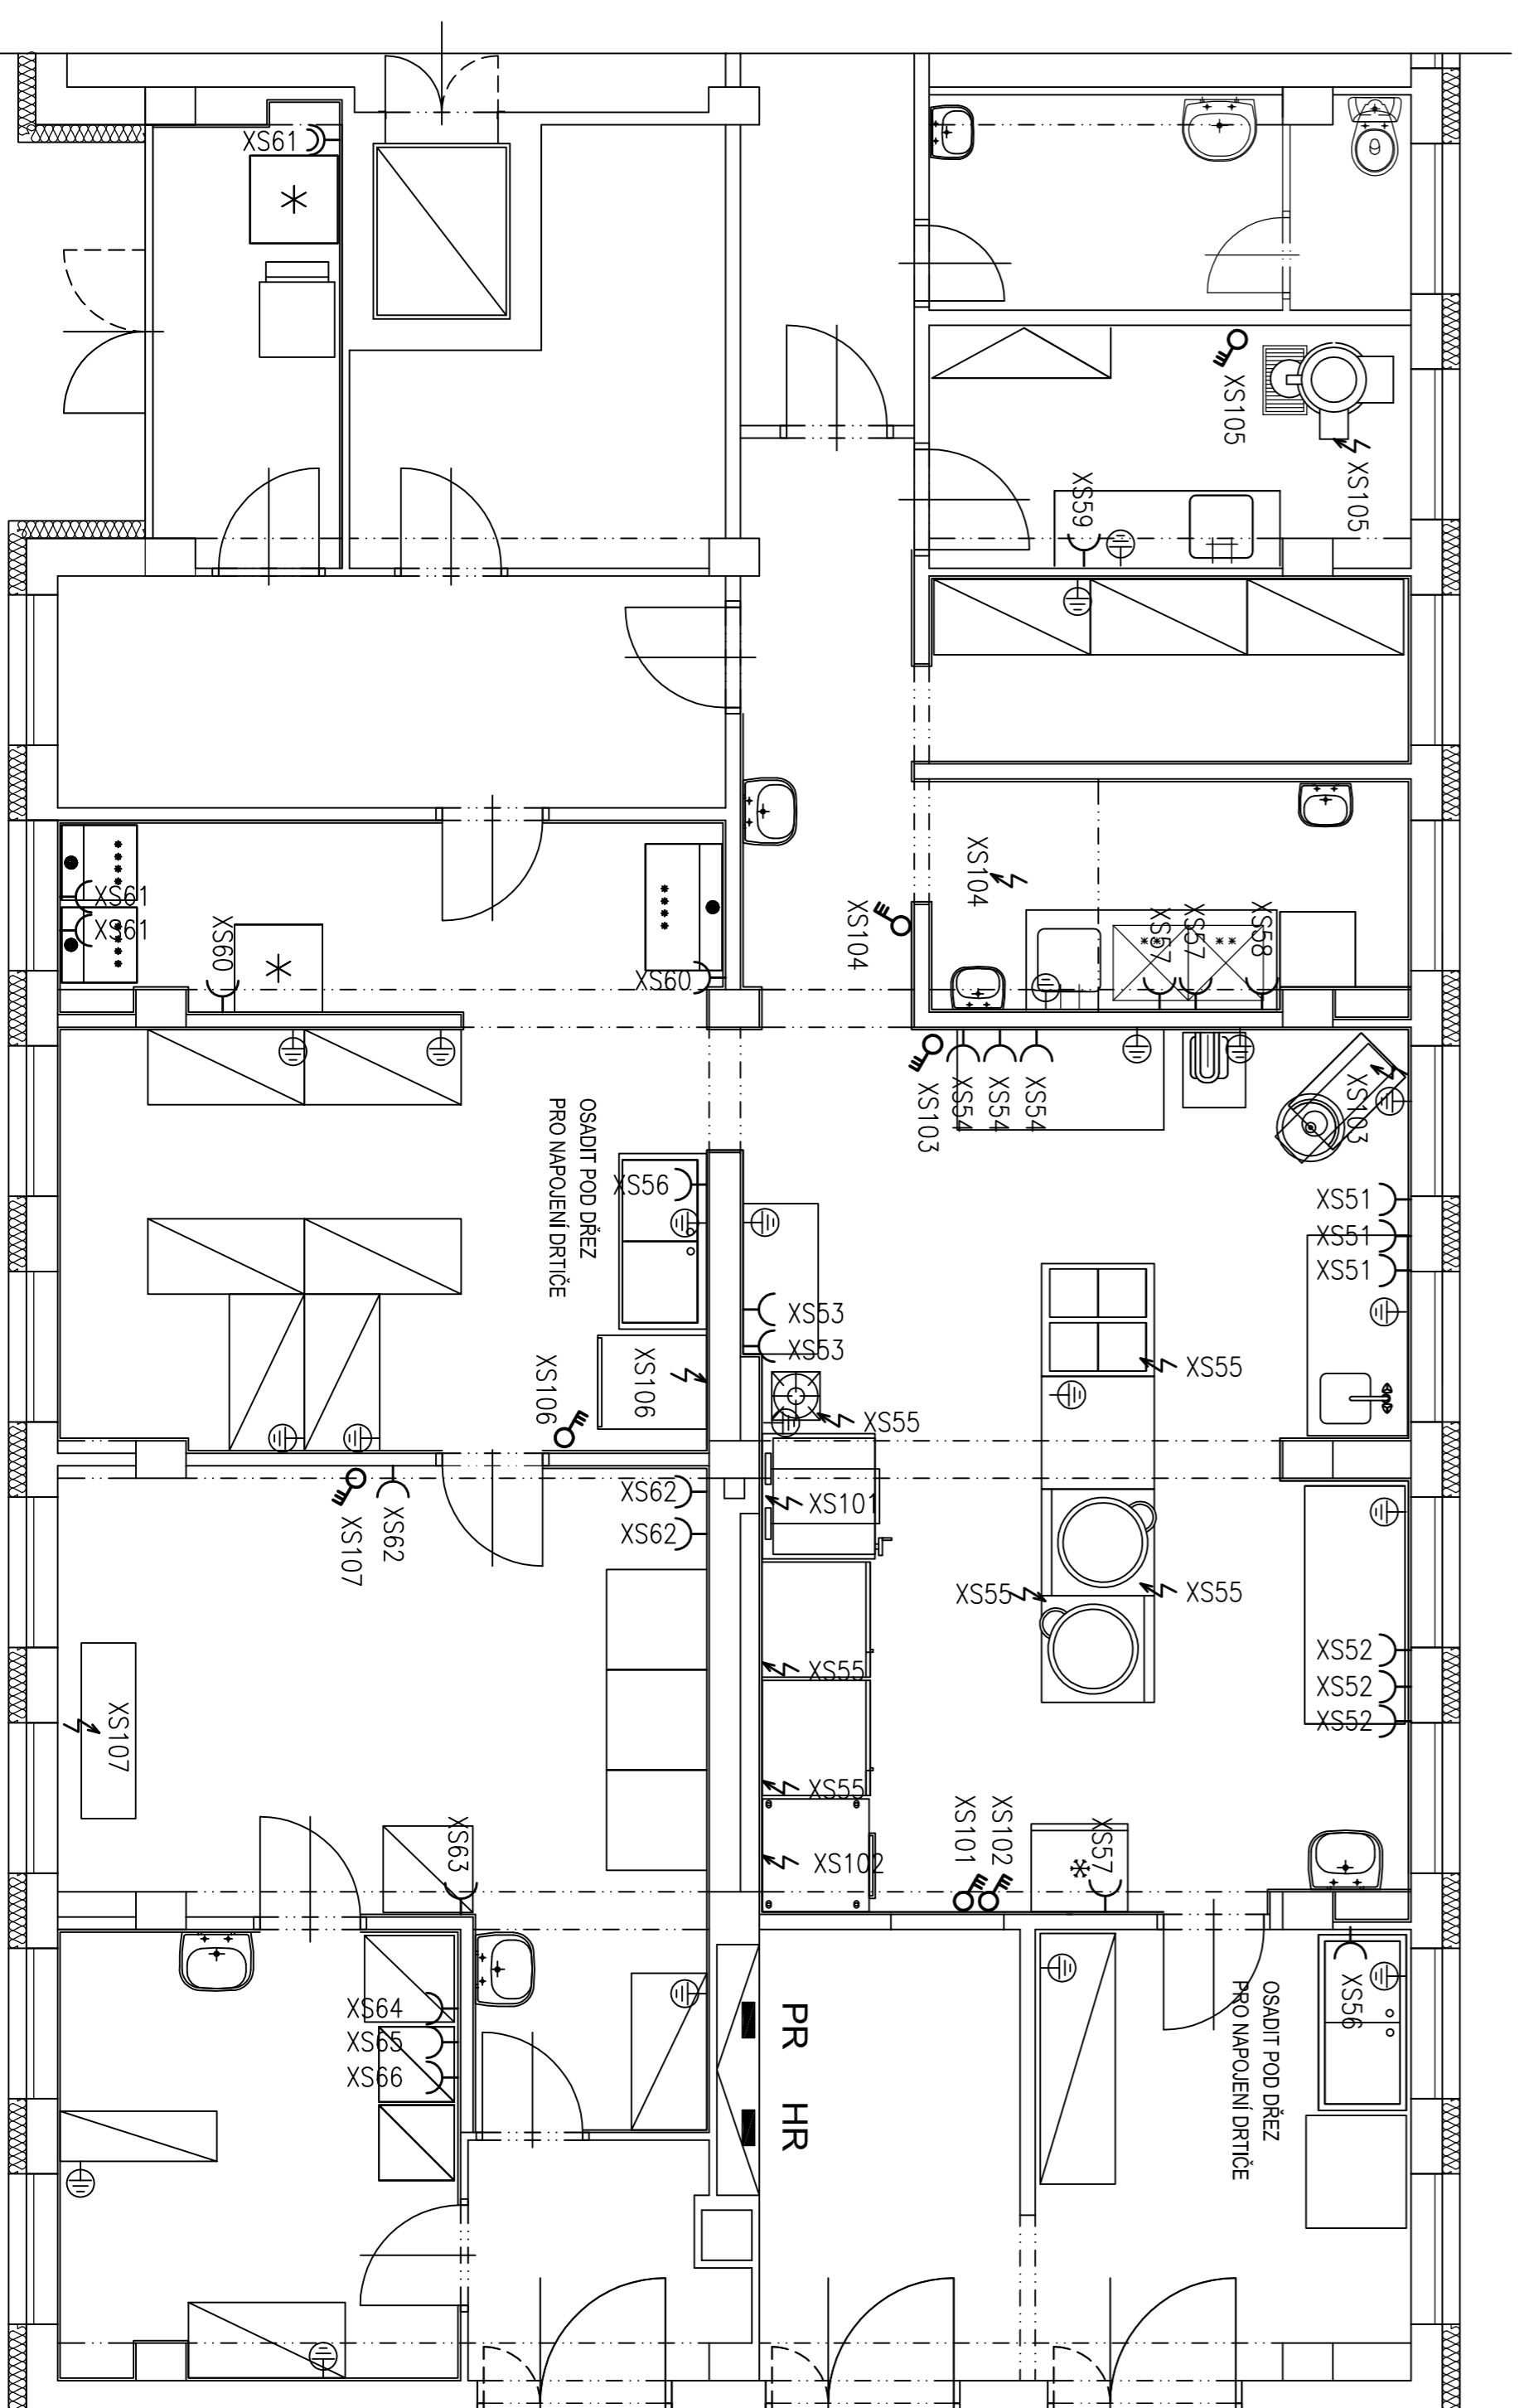 XS61
XS105
XS105
XS59
XS104
XS104
XS61
XS61
XS60
XS60
XS57
XS57
XS58
XS103
XS54
XS54
XS54
XS103
OSADIT POD DŘEZ
PRO NAPOJENÍ DRTIČE
XS56
XS51
XS51
XS51
XS53
XS53
XS55
XS106
XS106
XS55
XS62
XS62
XS62
XS107
XS101
XS55
XS55
XS52
XS52
XS52
XS55
XS107
XS55
XS63
XS102
XS101
XS102
XS57
XS64
XS65
XS66
PR
HR
XS56
OSADIT POD DŘEZ
PRO NAPOJENÍ DRTIČE